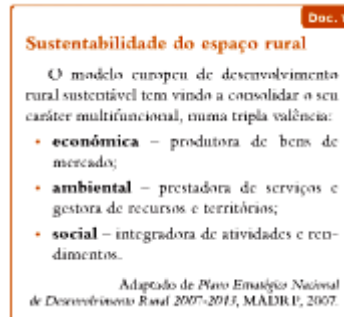 Doc. 1
Sustentabilidade do espaço rural
O modelo europeu de desenvolvimento
rural sustentável tem vindo a consolidar o seu
caráter multifuncional, numa tripla valência:
• económica – produtora de bens de
mercado;
• ambiental – prestadora de serviços e
gestora de recursos e territórios;
• social – integradora de atividades e ren-
dimentos.
Adaptado de Plano Estratégico Nacional
de Desenvolvimento Rural 2007-2013, MADRP, 2007.